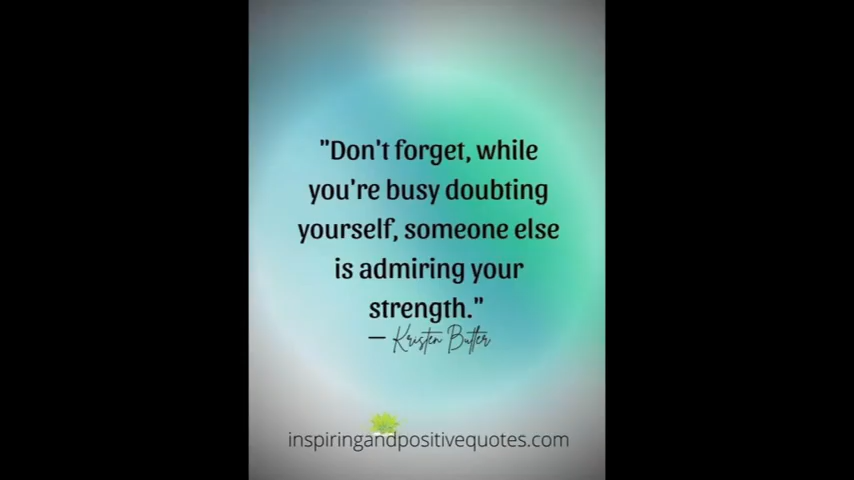 "Don't forget, while
you're busy doubting
yourself, someone else
is admiring your
strength."
— Kristen Butler
inspiringandpositivequotes.com